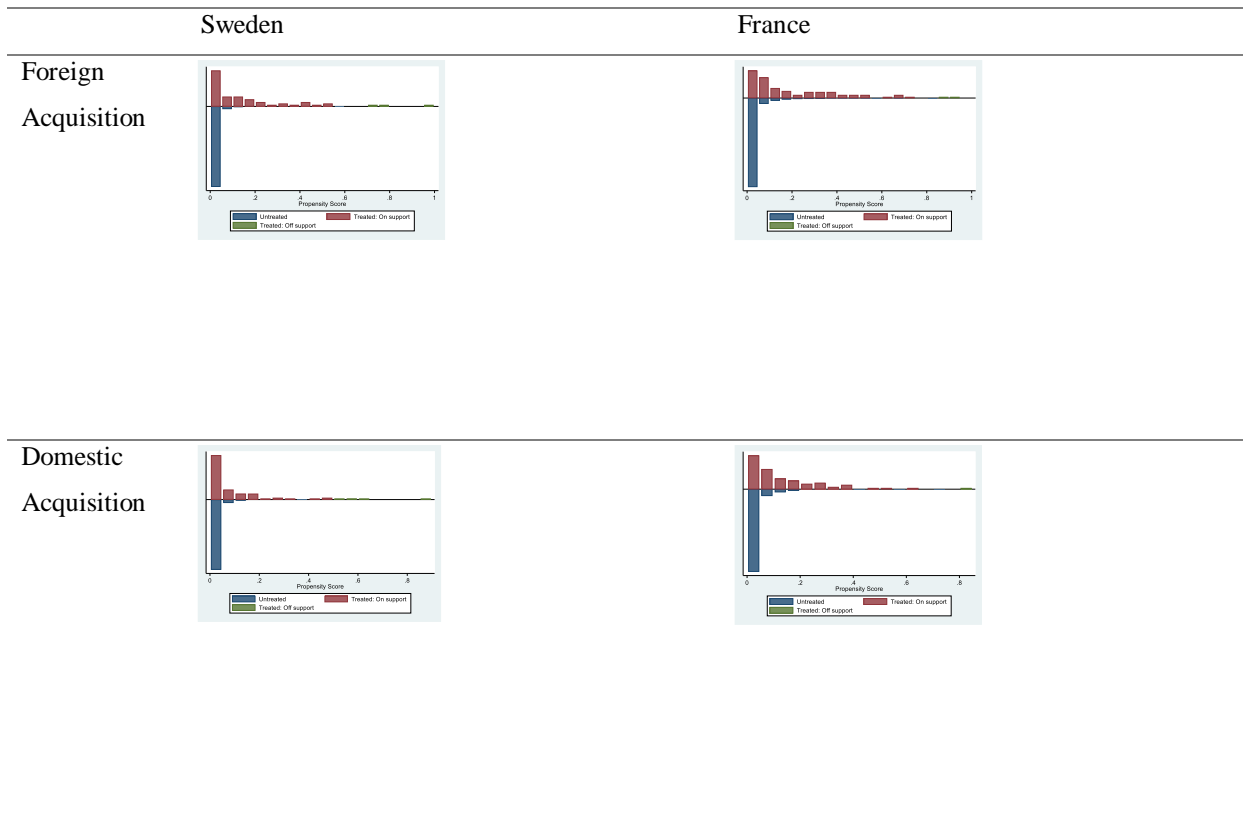 Sweden France
Foreign
Acquisition
0 .2 .4 .6 .8 1
Propensity Score
Untreated Treated: On support
Treated: Off support
0 .2 .4 .6 .8 1
Propensity Score
Untreated Treated: On support
Treated: Off support
Domestic
Acquisition
0 .2 .4 .6 .8
Propensity Score
Untreated Treated: On support
Treated: Off support
0 .2 .4 .6 .8
Propensity Score
Untreated Treated: On support
Treated: Off support